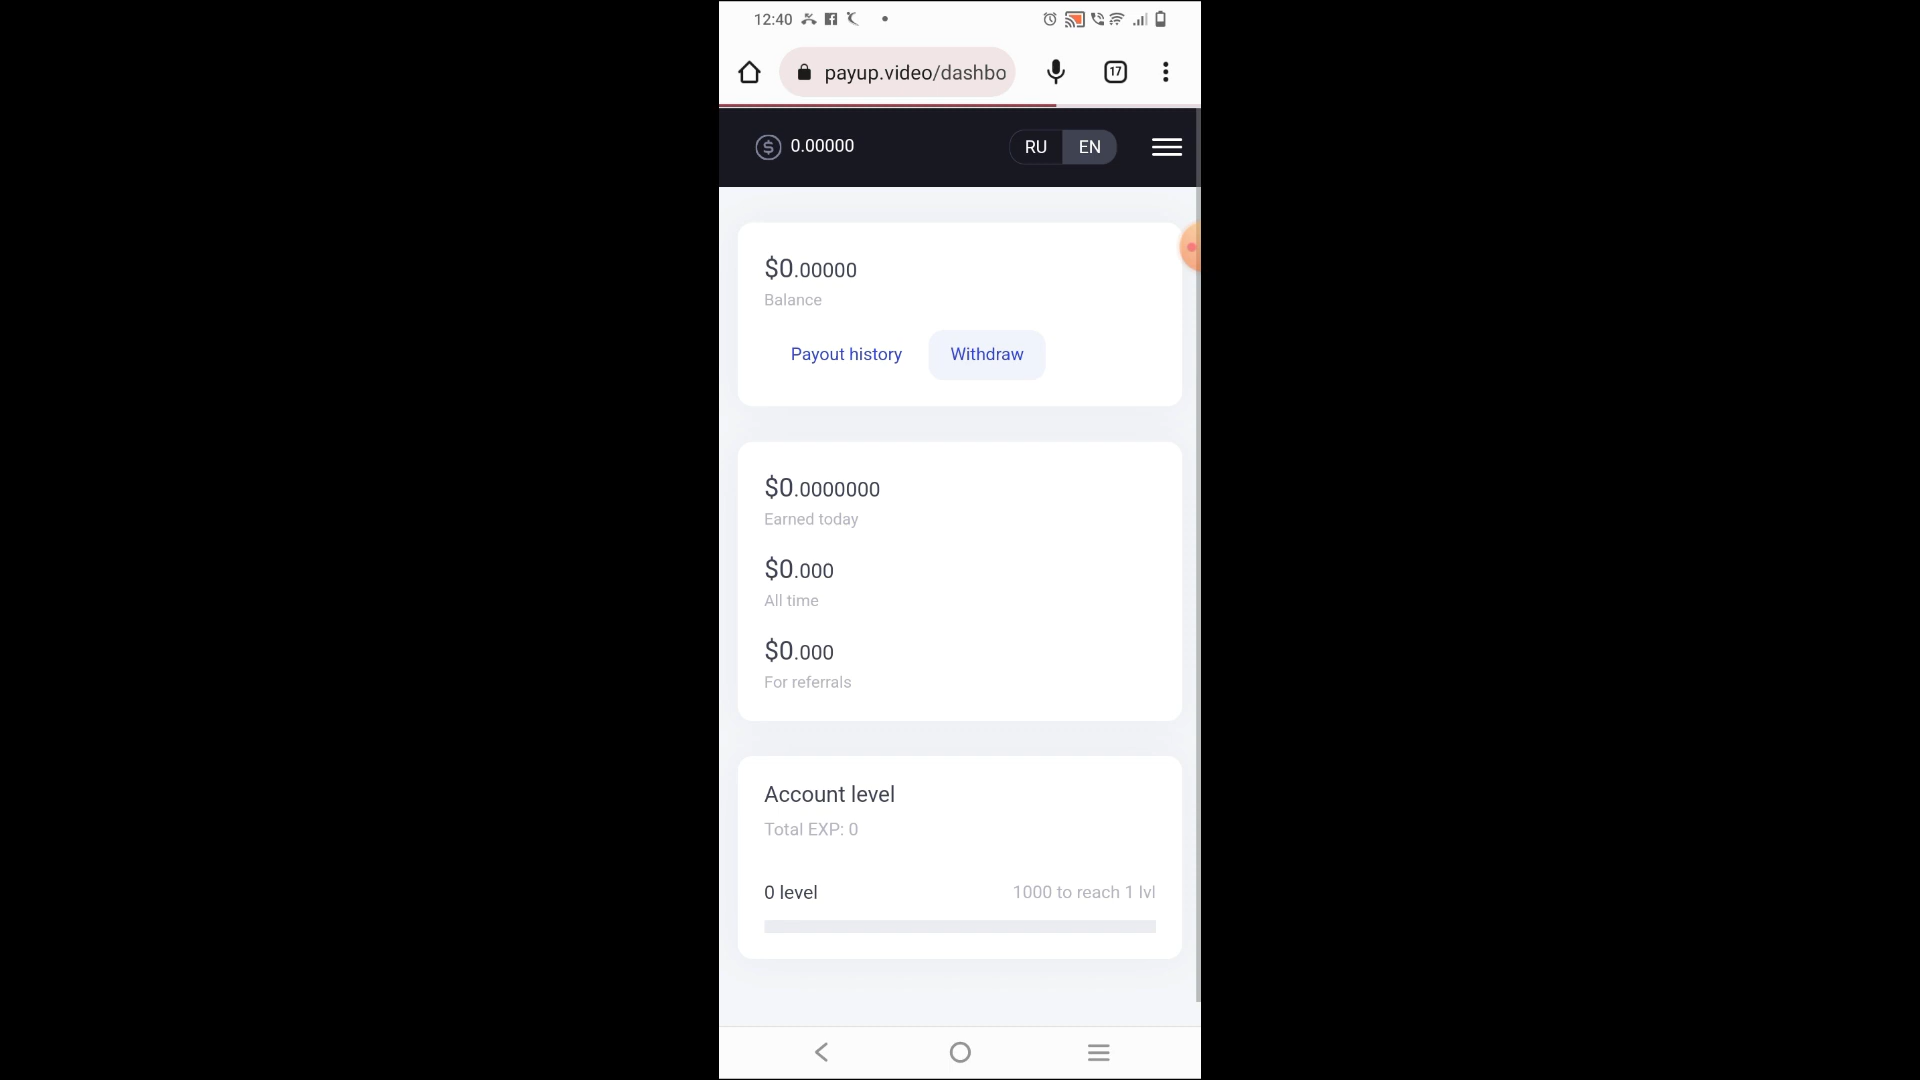 12:40
payup.video/dashbo
17
0.00000
RU EN
$0.00000
Balance
Payout history Withdraw
$0.0000000
Earned today
$0.000
All time
$0.000
For referrals
Account level
Total EXP: 0
0 level 1000 to reach 1 lvl